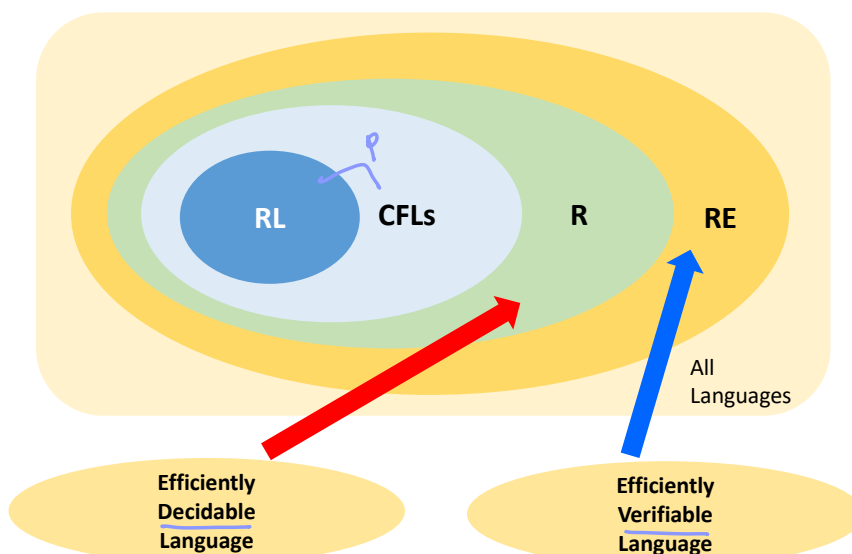 P
RL
CFLs
R
RE
All
Languages
Efficiently
Decidable
Language
Efficiently
Verifiable
Language